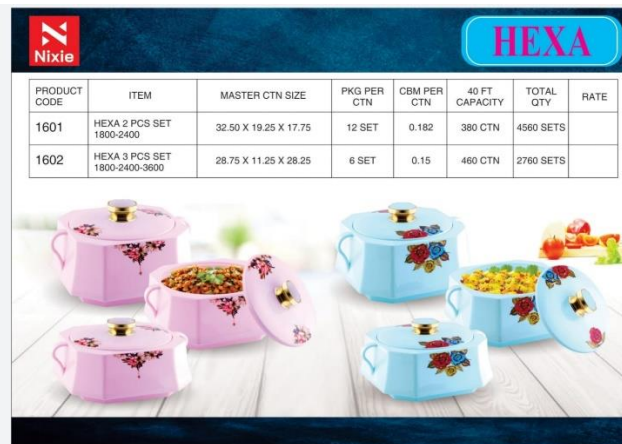 Nixie
HEXA
PRODUCT CODE ITEM MASTER CTN SIZE PKG PER CTN CBM PER CTN 40 FT CAPACITY TOTAL QTY RATE
1601 HEXA 2 PCS SET 1800-2400 32.50 X 19.25 X 17.75 12 SET 0.182 380 CTN 4560 SETS
1602 HEXA 3 PCS SET 1800-2400-3600 28.75 X 11.25 X 28.25 6 SET 0.15 460 CTN 2760 SETS